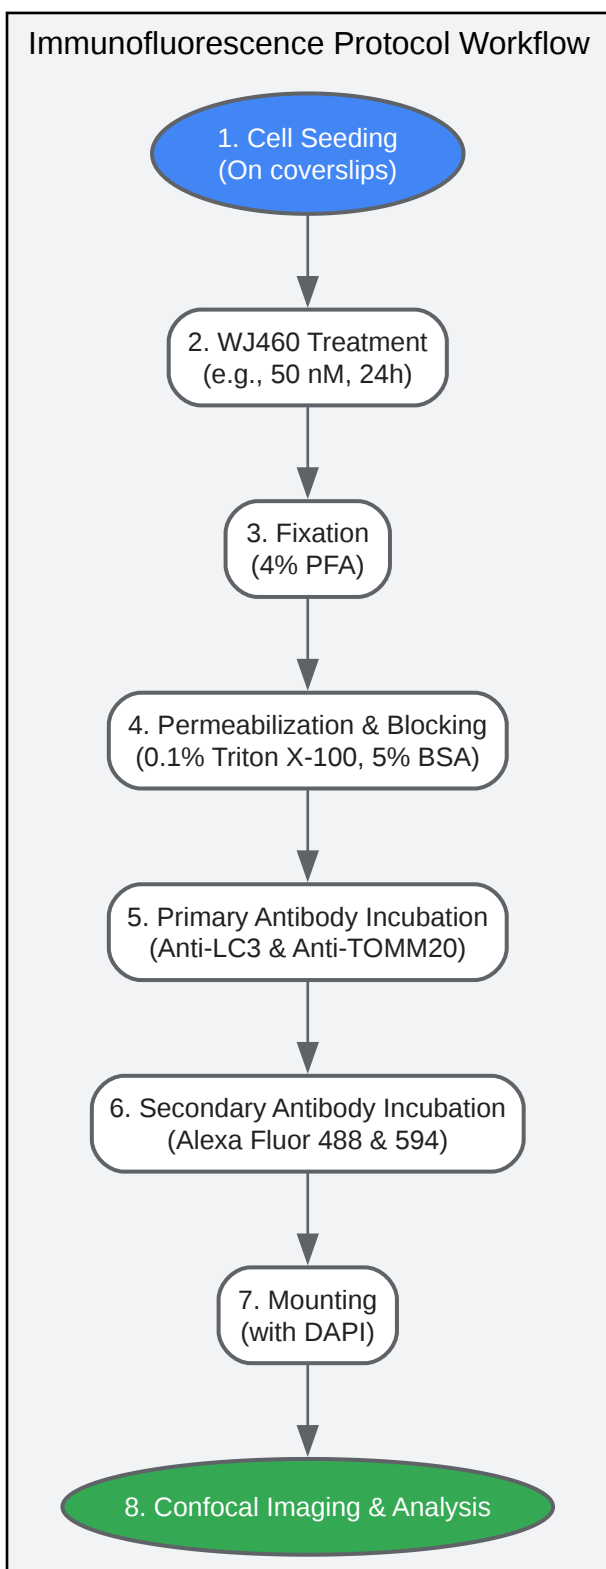 Immunofluorescence Protocol Workflow
1. Cell Seeding
(On coverslips)
2. WJ460 Treatment
(e.g., 50 nM, 24h)
3. Fixation
(4% PFA)
4. Permeabilization & Blocking
(0.1% Triton X-100, 5% BSA)
5. Primary Antibody Incubation
(Anti-LC3 & Anti-TOMM20)
6. Secondary Antibody Incubation
(Alexa Fluor 488 & 594)
7. Mounting
(with DAPI)
8. Confocal Imaging & Analysis